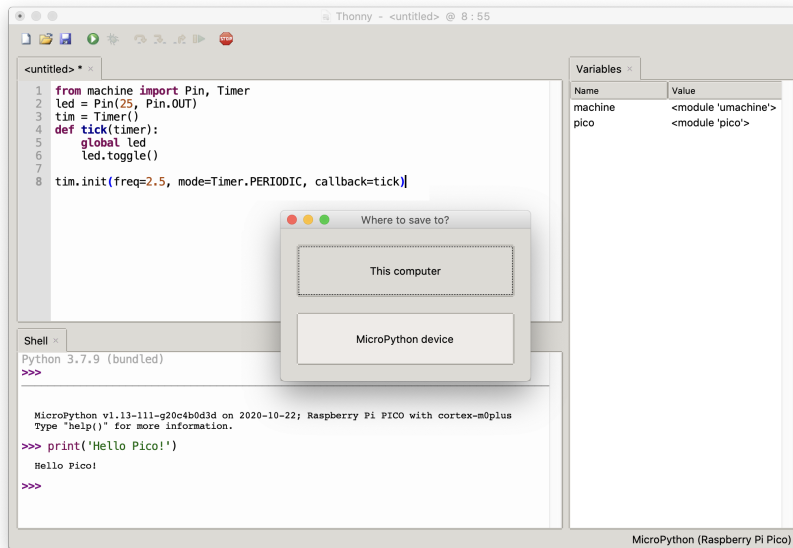 Thonny - <untitled> @ 8 : 55
STOP
<untitled> * ×
1 from machine import Pin, Timer
2 led = Pin(25, Pin.OUT)
3 tim = Timer()
4 def tick(timer):
5     global led
6     led.toggle()
7
8 tim.init(freq=2.5, mode=Timer.PERIODIC, callback=tick)
Variables ×
Name Value
machine <module 'umachine'>
pico <module 'pico'>
Where to save to?
This computer
MicroPython device
Shell ×
Python 3.7.9 (bundled)
>>>
MicroPython v1.13-111-g20c4b0d3d on 2020-10-22; Raspberry Pi PICO with cortex-m0plus
Type "help()" for more information.
>>> print('Hello Pico!')
Hello Pico!
>>>
MicroPython (Raspberry Pi Pico)